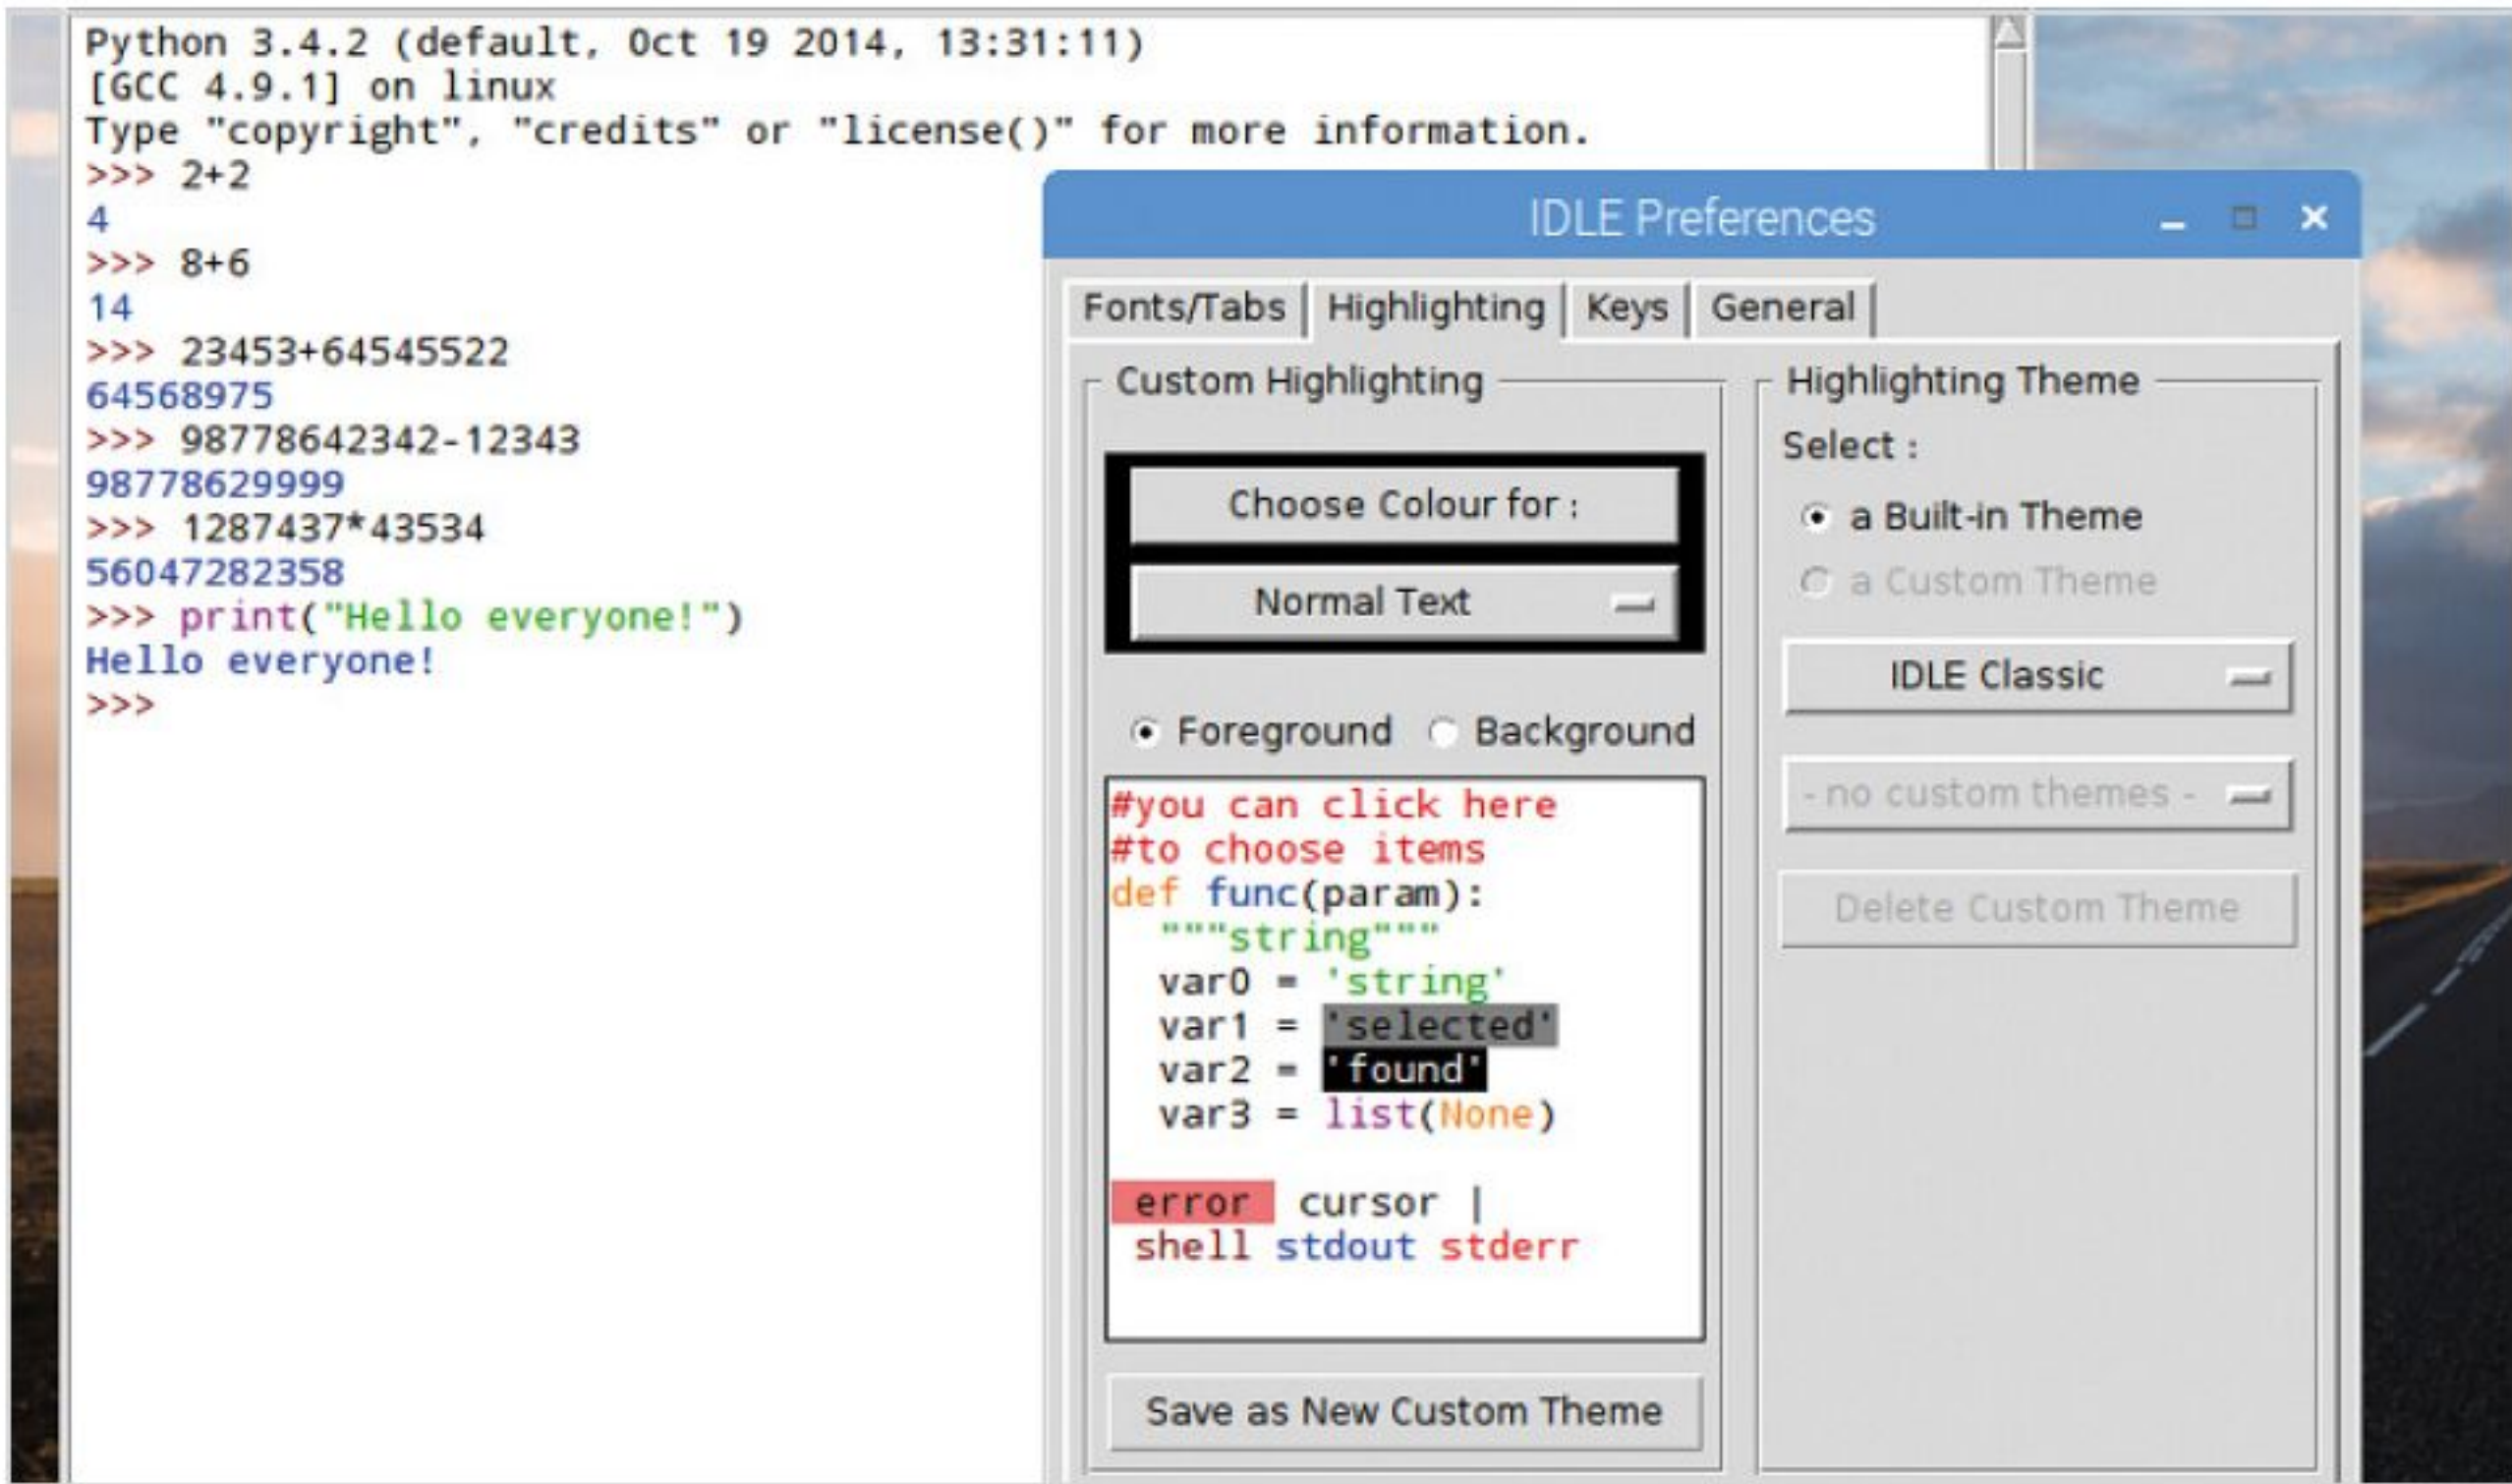 Python 3.4.2 (default, Oct 19 2014, 13:31:11)
[GCC 4.9.1] on linux
Type "copyright", "credits" or "license()" for more information.
>>> 2+2
4
>>> 8+6
14
>>> 23453+64545522
64568975
>>> 98778642342-12343
98778629999
>>> 1287437*43534
56047282358
>>> print("Hello everyone!")
Hello everyone!
>>>
IDLE Preferences
Fonts/Tabs Highlighting Keys General
Custom Highlighting
Choose Colour for :
Normal Text
Foreground Background
#you can click here
#to choose items
def func(param):
  """string"""
  var0 = 'string'
  var1 = 'selected'
  var2 = 'found'
  var3 = list(None)
error cursor |
shell stdout stderr
Save as New Custom Theme
Highlighting Theme
Select :
a Built-in Theme
a Custom Theme
IDLE Classic
- no custom themes -
Delete Custom Theme